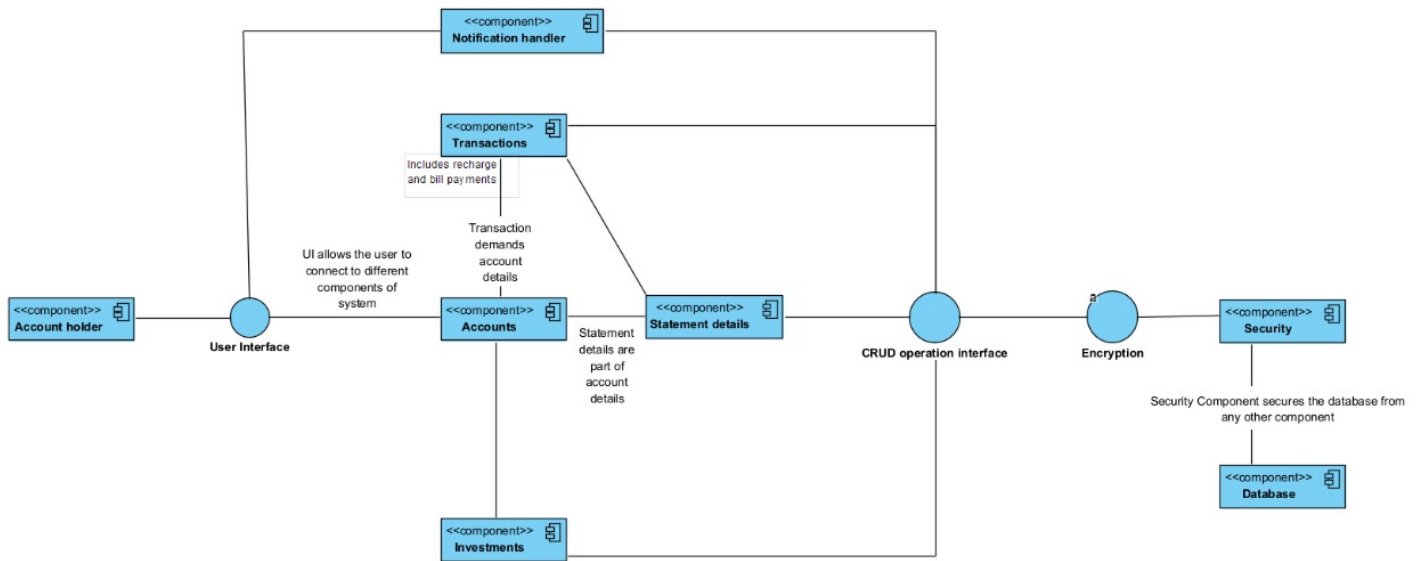 <<component>>
Notification handler
<<component>>
Transactions
Includes recharge
and bill payments
Transaction
demands
account
details
UI allows the user to
connect to different
components of
system
<<component>>
Account holder
User Interface
<<component>>
Accounts
Statement
details are
part of
account
details
<<component>>
Statement details
CRUD operation interface
a
Encryption
<<component>>
Security
Security Component secures the database from
any other component
<<component>>
Database
<<component>>
Investments